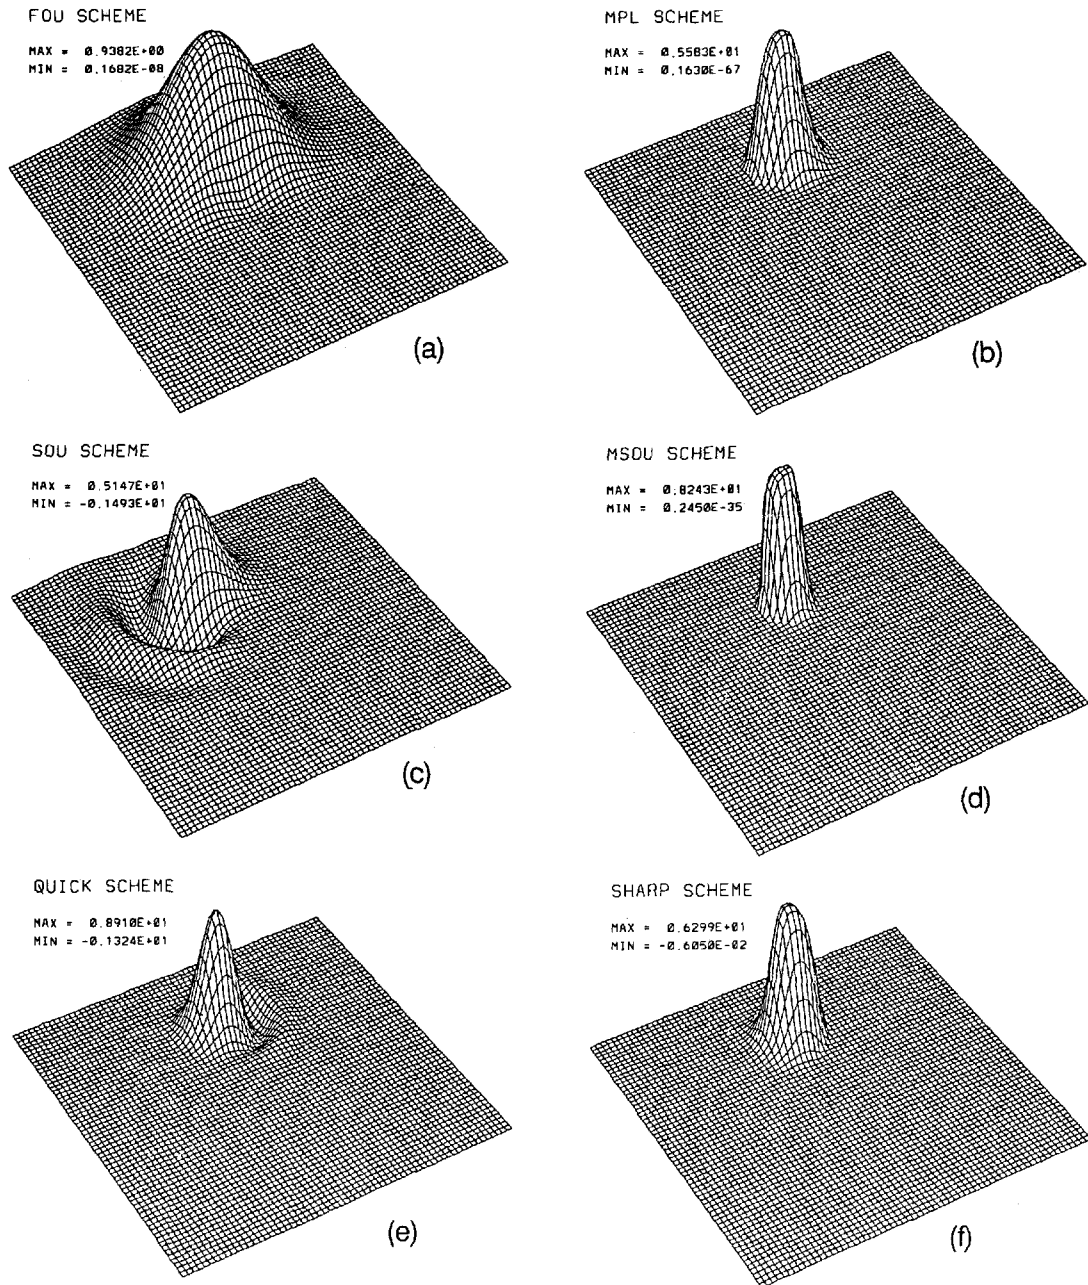 FOU SCHEME
MAX = 0.9382E+00
MIN = 0.1682E-08
(a)
MPL SCHEME
MAX = 0.5583E+01
MIN = 0.1630E-67
(b)
SOU SCHEME
MAX = 0.5147E+01
MIN = -0.1493E+01
(c)
MSOU SCHEME
MAX = 0.8243E+01
MIN = 0.2450E-35
(d)
QUICK SCHEME
MAX = 0.8910E+01
MIN = -0.1324E+01
(e)
SHARP SCHEME
MAX = 0.6299E+01
MIN = -0.6050E-02
(f)